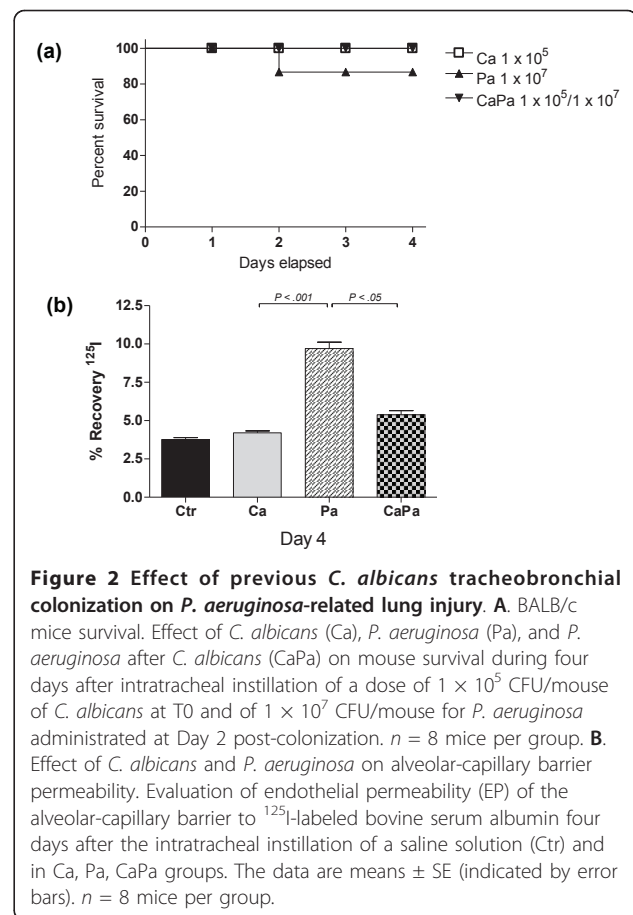 (a)
100
80
60
40
20
0
Percent survival
0 1 2 3 4
Days elapsed
Ca 1 x 10⁵
Pa 1 x 10⁷
CaPa 1 x 10⁵/1 x 10⁷
(b)
P < .001 P < .05
12.5
10.0
7.5
5.0
2.5
0.0
% Recovery ¹²⁵I
Ctr Ca Pa CaPa
Day 4
Figure 2 Effect of previous C. albicans tracheobronchial
colonization on P. aeruginosa-related lung injury. A. BALB/c
mice survival. Effect of C. albicans (Ca), P. aeruginosa (Pa), and P.
aeruginosa after C. albicans (CaPa) on mouse survival during four
days after intratracheal instillation of a dose of 1 × 10⁵ CFU/mouse
of C. albicans at T0 and of 1 × 10⁷ CFU/mouse for P. aeruginosa
administrated at Day 2 post-colonization. n = 8 mice per group. B.
Effect of C. albicans and P. aeruginosa on alveolar-capillary barrier
permeability. Evaluation of endothelial permeability (EP) of the
alveolar-capillary barrier to ¹²⁵I-labeled bovine serum albumin four
days after the intratracheal instillation of a saline solution (Ctr) and
in Ca, Pa, CaPa groups. The data are means ± SE (indicated by error
bars). n = 8 mice per group.